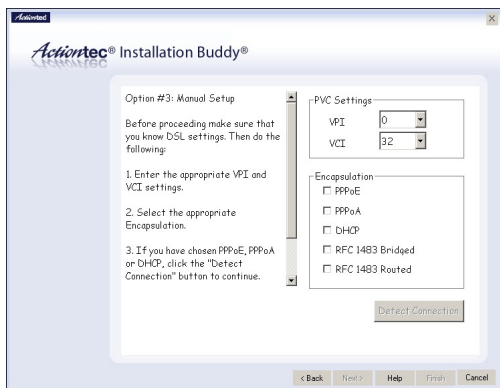 Actiontec
Actiontec® Installation Buddy®
Option #3: Manual Setup
Before proceeding make sure that
you know DSL settings. Then do the
following:
1. Enter the appropriate VPI and
VCI settings.
2. Select the appropriate
Encapsulation.
3. If you have chosen PPPoE, PPPoA
or DHCP, click the "Detect
Connection" button to continue.
PVC Settings
VPI 0
VCI 32
Encapsulation
PPPoE
PPPoA
DHCP
RFC 1483 Bridged
RFC 1483 Routed
Detect Connection
< Back Next > Help Finish Cancel